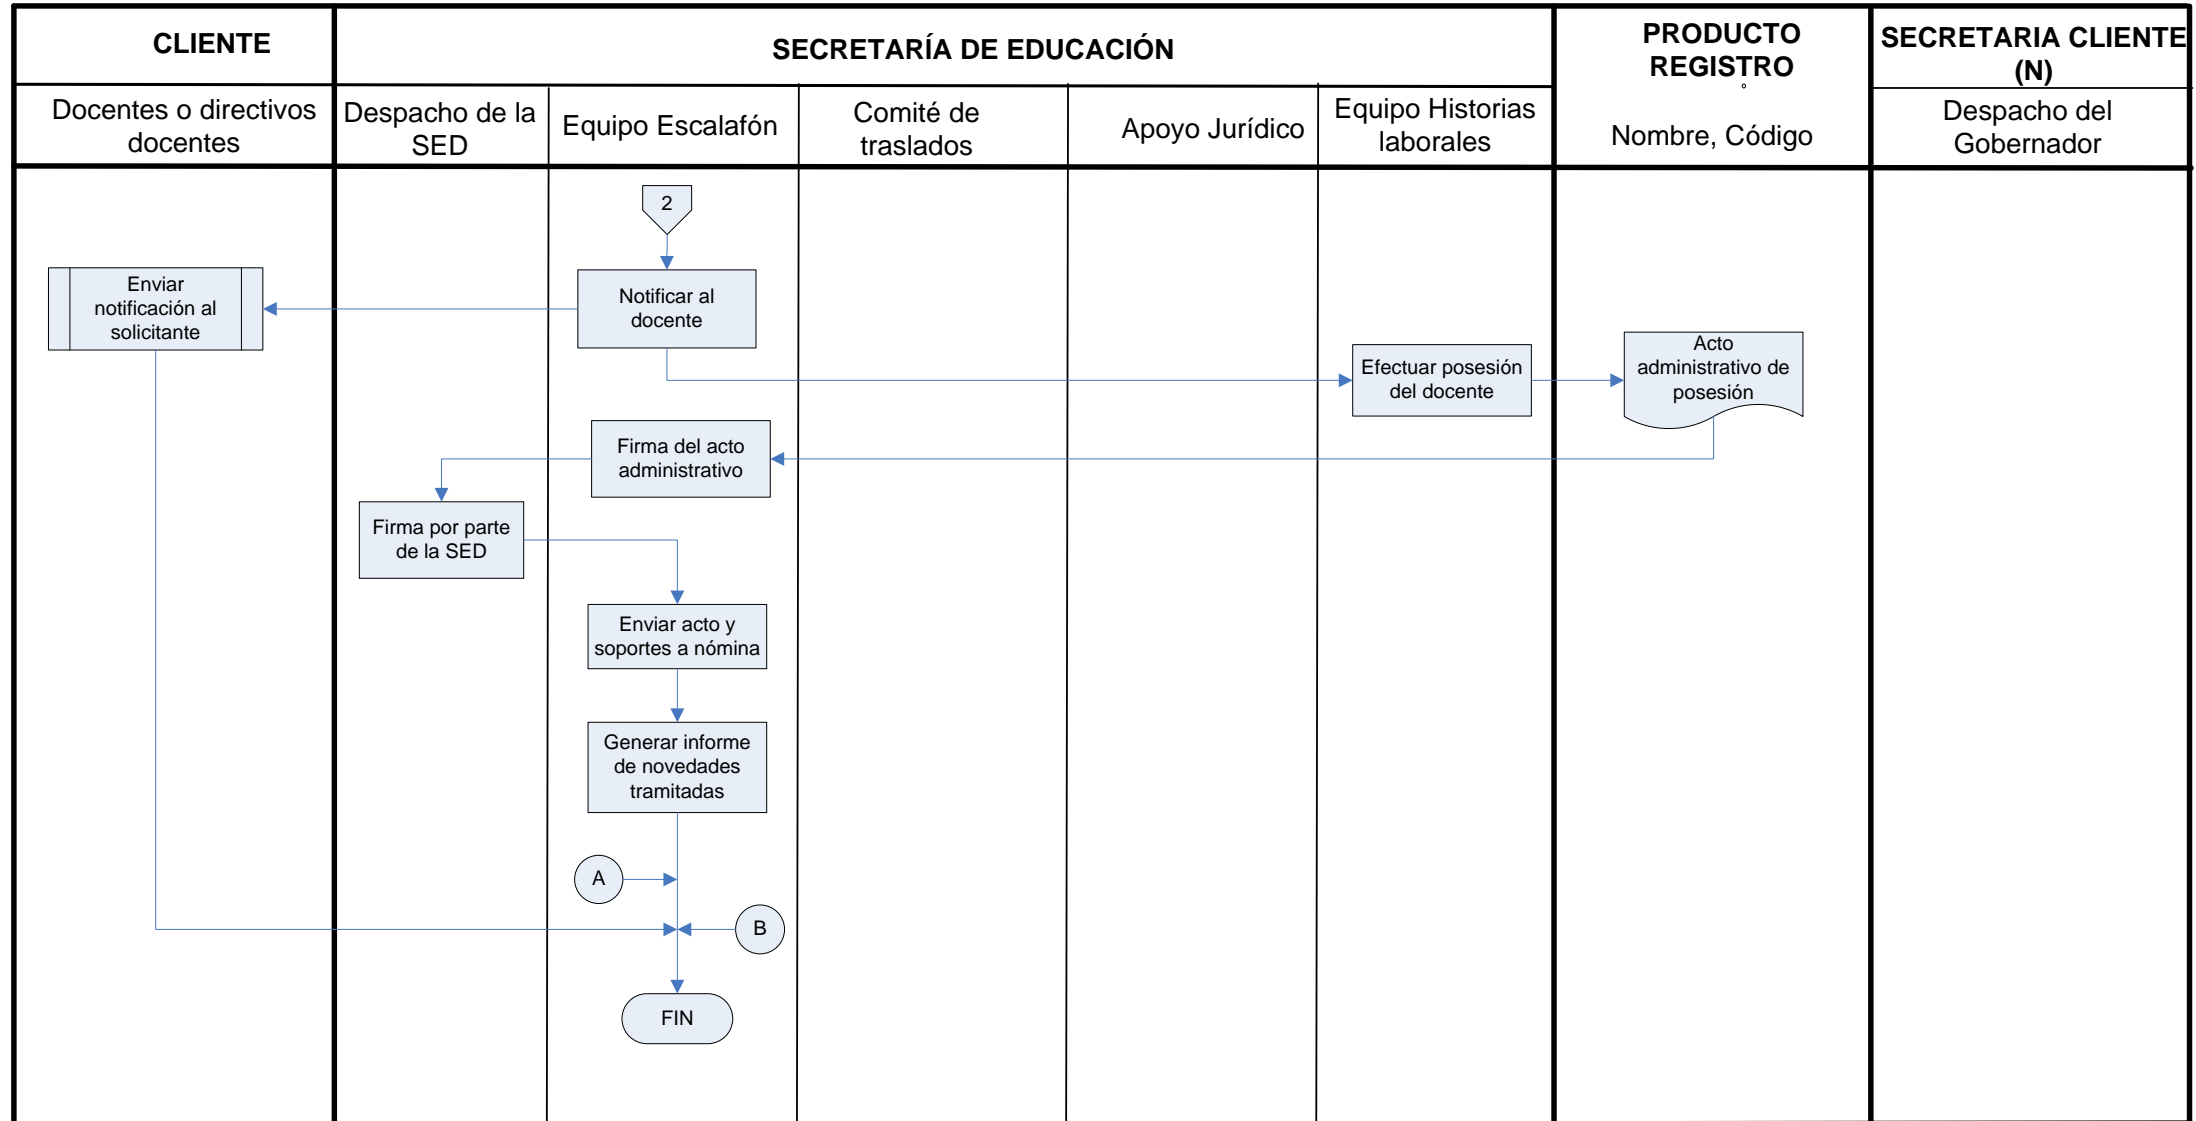 CLIENTE
SECRETARÍA DE EDUCACIÓN
PRODUCTO
REGISTRO
SECRETARIA CLIENTE
(N)
Docentes o directivos
docentes
Despacho de la
SED
Equipo Escalafón
Comité de
traslados
Apoyo Jurídico
Equipo Historias
laborales
Nombre, Código
Despacho del
Gobernador
2
Enviar
notificación al
solicitante
Notificar al
docente
Efectuar posesión
del docente
Acto
administrativo de
posesión
Firma del acto
administrativo
Firma por parte
de la SED
Enviar acto y
soportes a nómina
Generar informe
de novedades
tramitadas
A
B
FIN